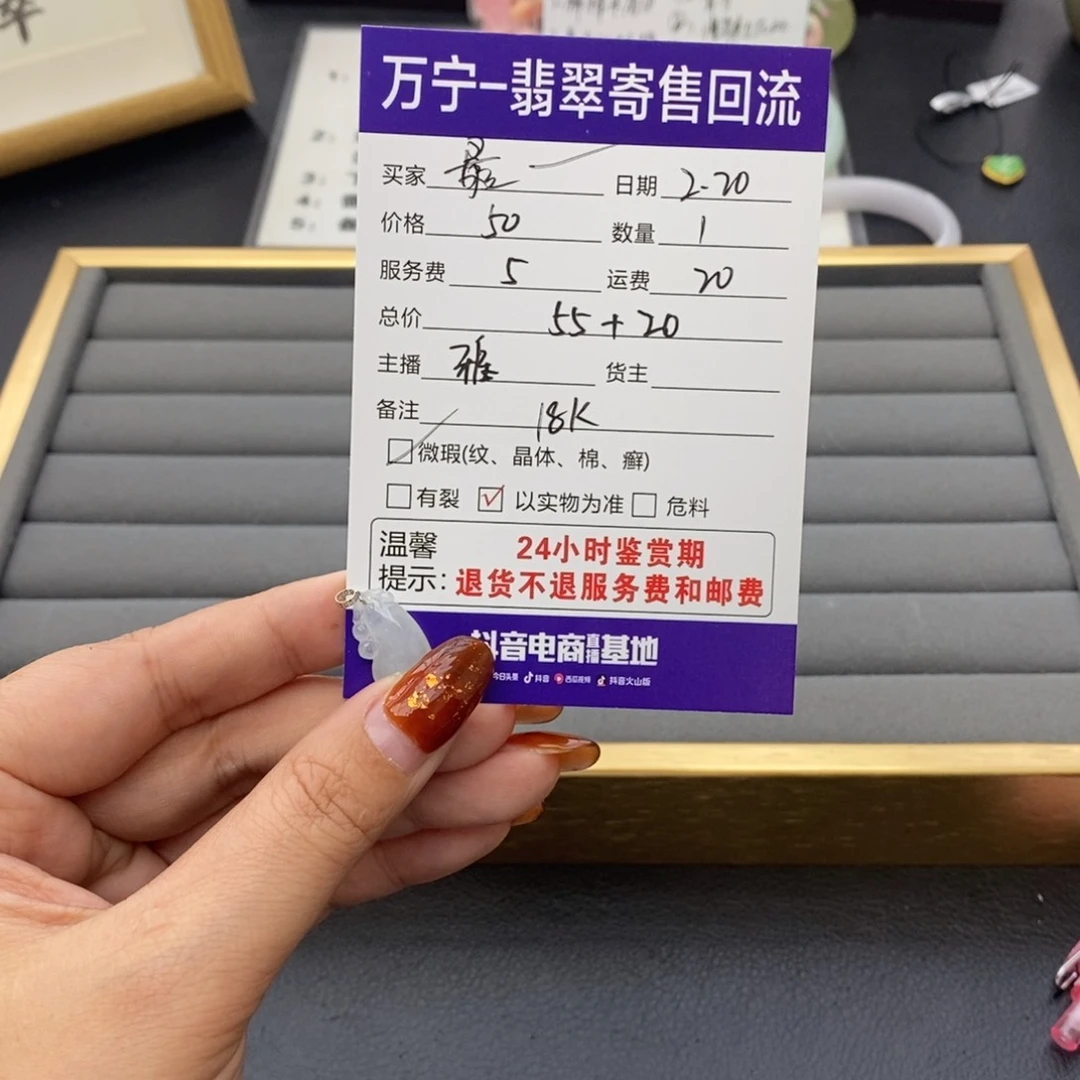 万宁-翡翠寄售回流
买家 日期 2-20
价格 50 数量 1
服务费 5 运费 20
总价 55+20
主播 雅 货主
备注 18K
微瑕(纹、晶体、棉、癣)
有裂 以实物为准 危料
温馨提示: 24小时鉴赏期
退货不退服务费和邮费
抖音电商直播基地
今日头条 抖音 西瓜视频 抖音火山版